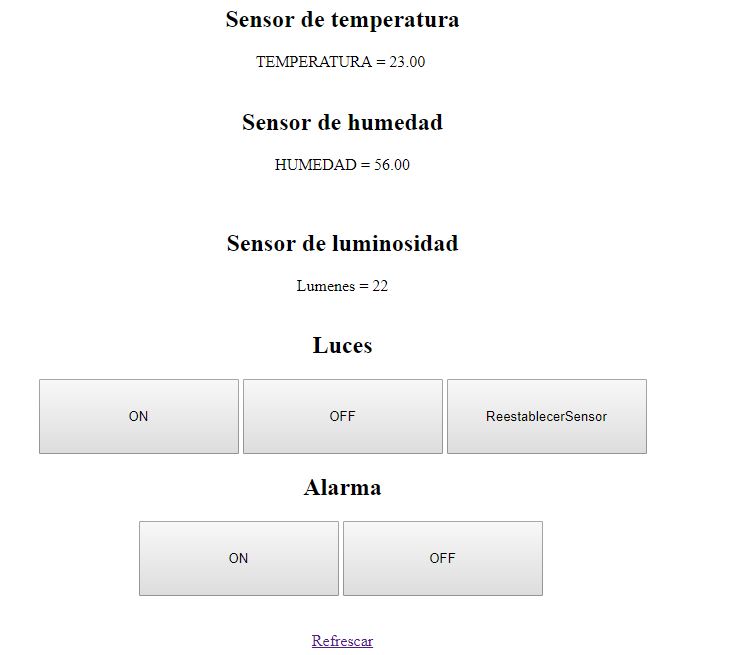 Sensor de temperatura
TEMPERATURA = 23.00
Sensor de humedad
HUMEDAD = 56.00
Sensor de luminosidad
Lumenes = 22
Luces
ON OFF ReestablecerSensor
Alarma
ON OFF
Refrescar